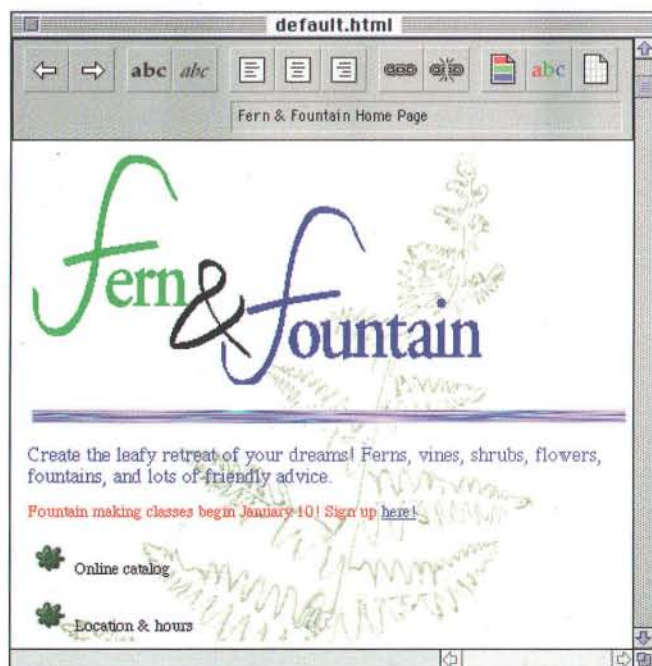 default.html
abc abc abc
Fern & Fountain Home Page
Fern & Fountain
Create the leafy retreat of your dreams! Ferns, vines, shrubs, flowers,
fountains, and lots of friendly advice.
Fountain making classes begin January 10! Sign up here!
Online catalog
Location & hours